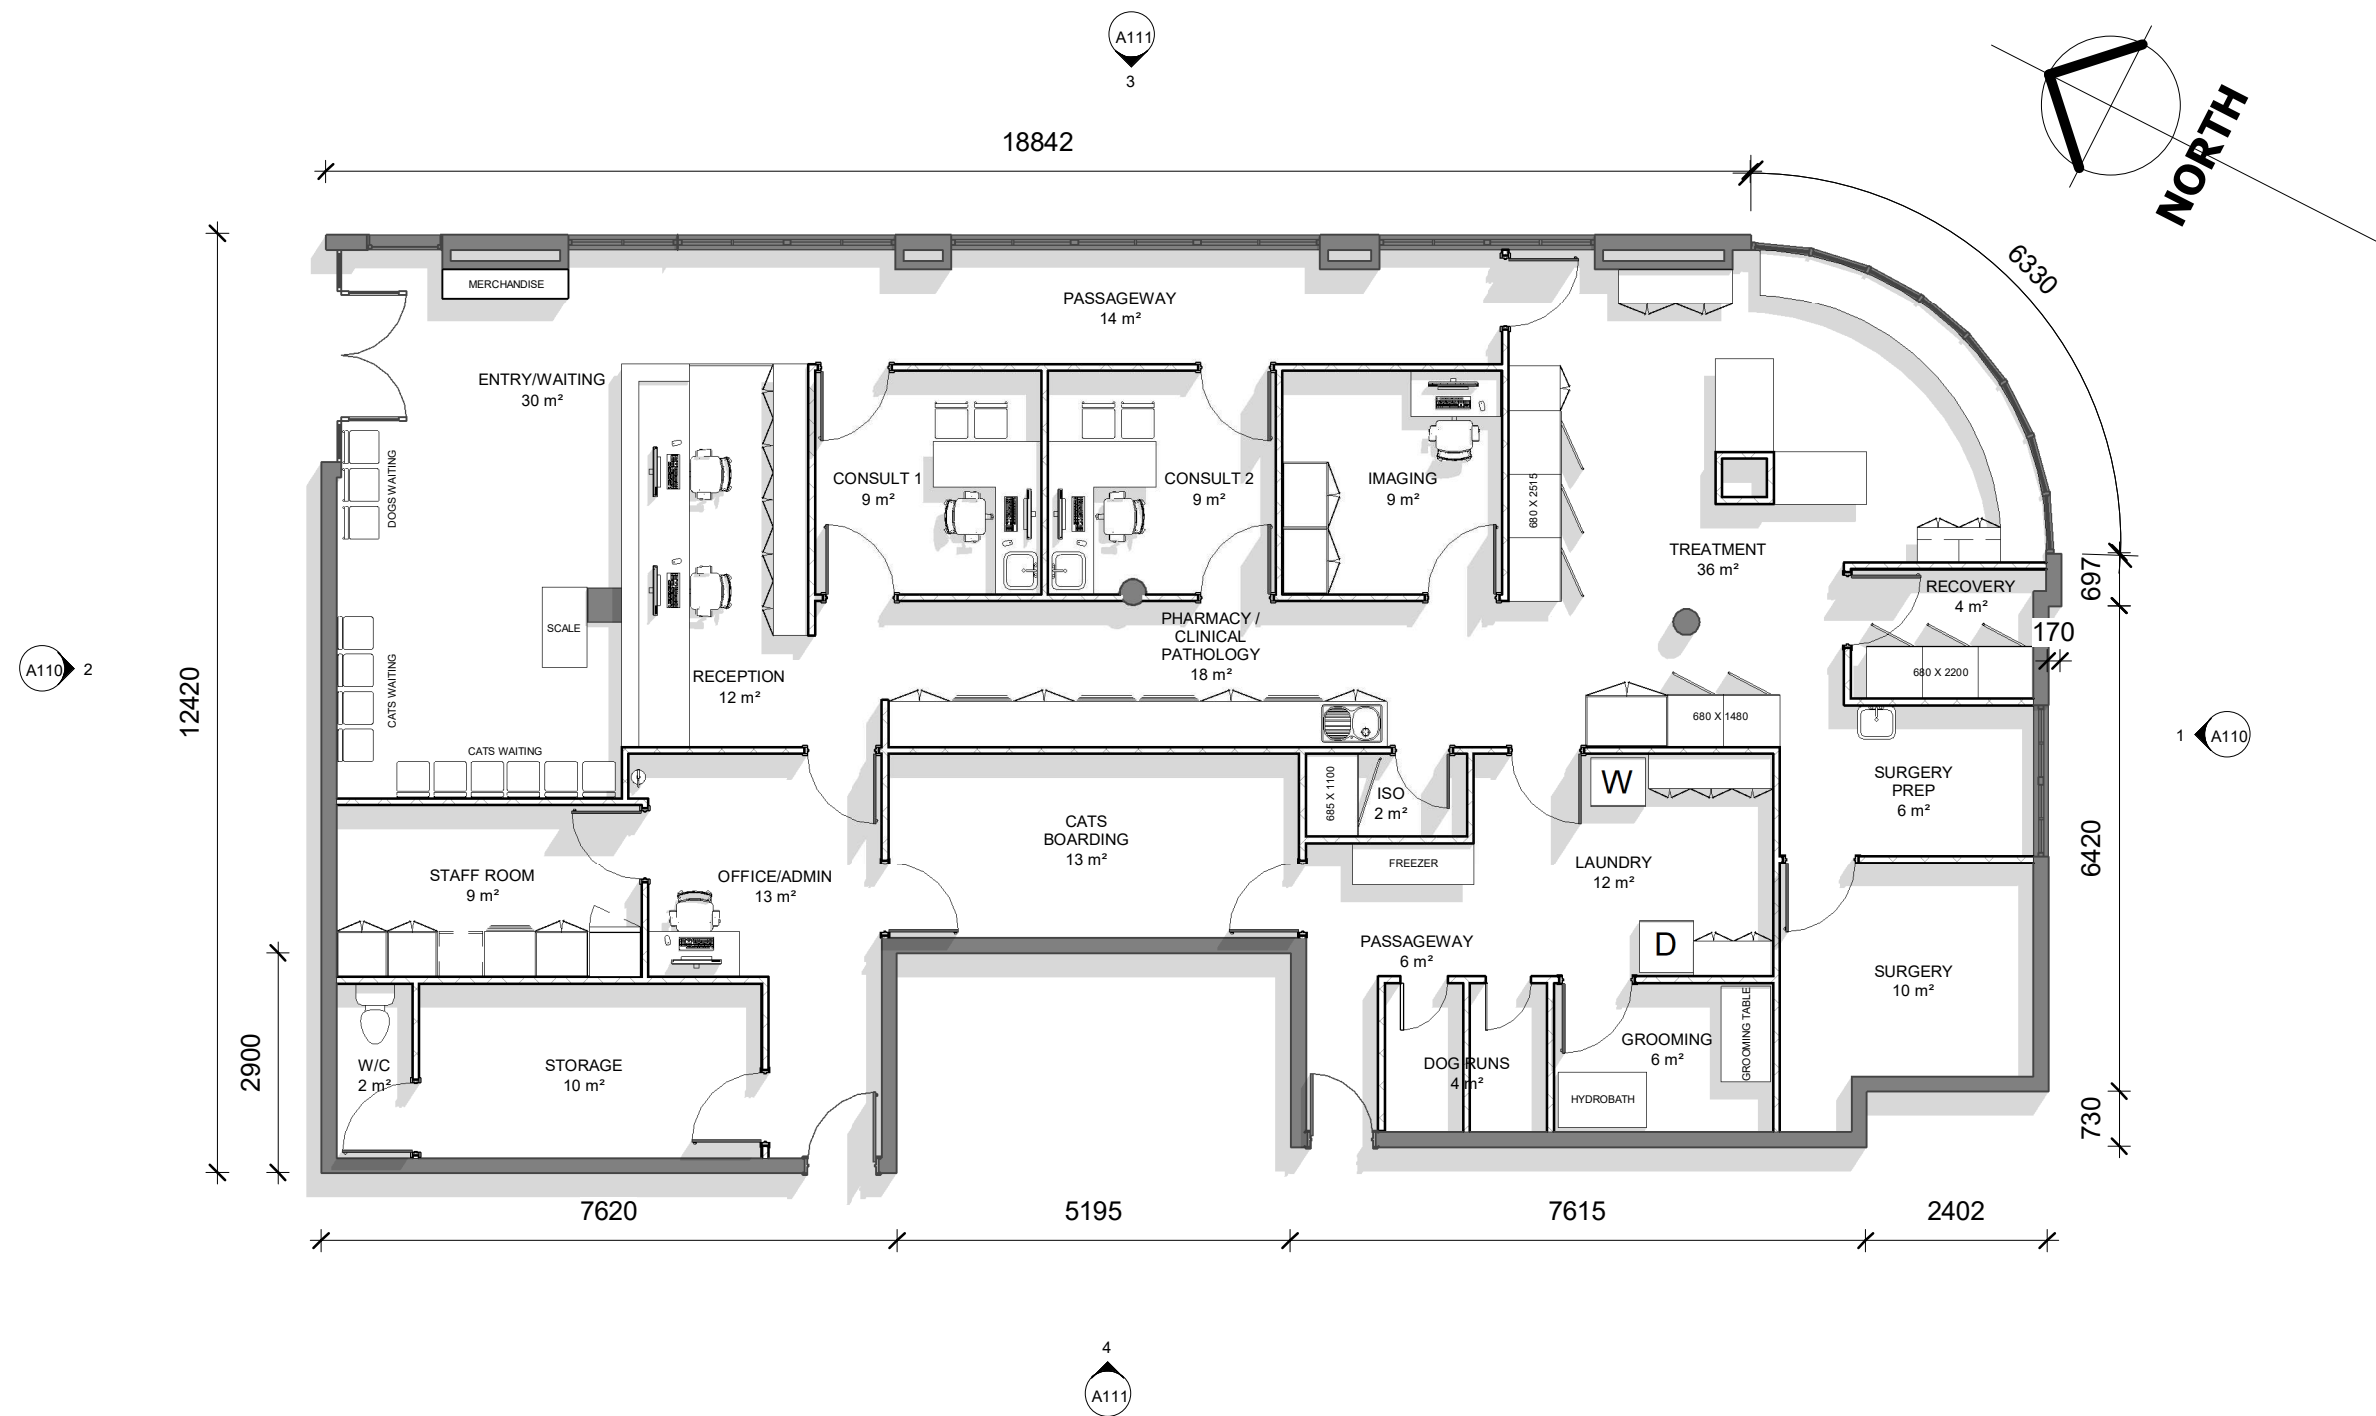 A111
3
18842
NORTH
6330
MERCHANDISE
PASSAGEWAY
14 m²
ENTRY/WAITING
30 m²
DOGS WAITING
CONSULT 1
9 m²
CONSULT 2
9 m²
IMAGING
9 m²
680 X 2515
TREATMENT
36 m²
RECOVERY
4 m²
697
170
680 X 2200
SCALE
PHARMACY /
CLINICAL
PATHOLOGY
18 m²
A110
2
12420
CATS WAITING
RECEPTION
12 m²
680 X 1480
1
A110
CATS WAITING
W
685 X 1100
ISO
2 m²
SURGERY
PREP
6 m²
CATS
BOARDING
13 m²
6420
FREEZER
LAUNDRY
12 m²
STAFF ROOM
9 m²
OFFICE/ADMIN
13 m²
D
PASSAGEWAY
6 m²
SURGERY
10 m²
2900
W/C
2 m²
STORAGE
10 m²
DOG RUNS
4 m²
GROOMING
6 m²
GROOMING TABLE
HYDROBATH
730
7620
5195
7615
2402
4
A111